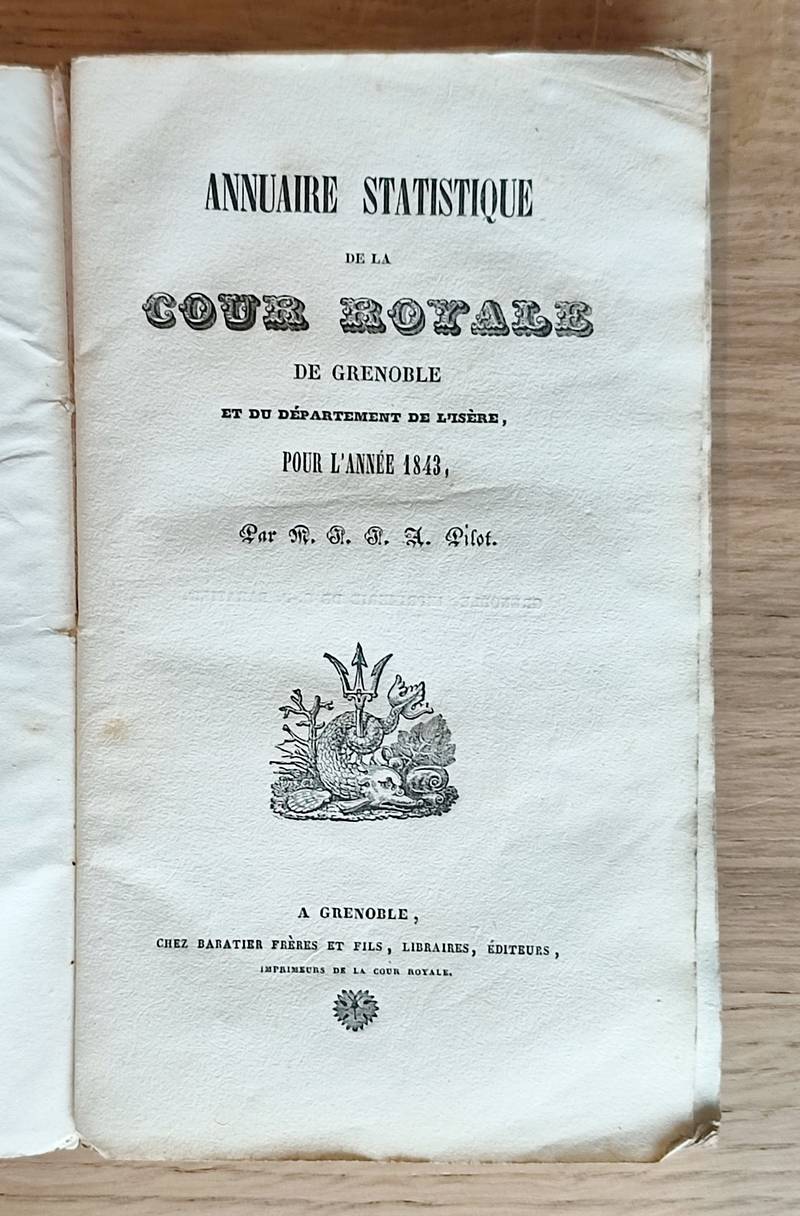 ANNUAIRE STATISTIQUE
DE LA
COUR ROYALE
DE GRENOBLE
ET DU DÉPARTEMENT DE L'ISÈRE,
POUR L'ANNÉE 1843,
Par M. J. J. A. Pilot.
A GRENOBLE,
CHEZ BARATIER FRÈRES ET FILS, LIBRAIRES, ÉDITEURS,
IMPRIMEURS DE LA COUR ROYALE.